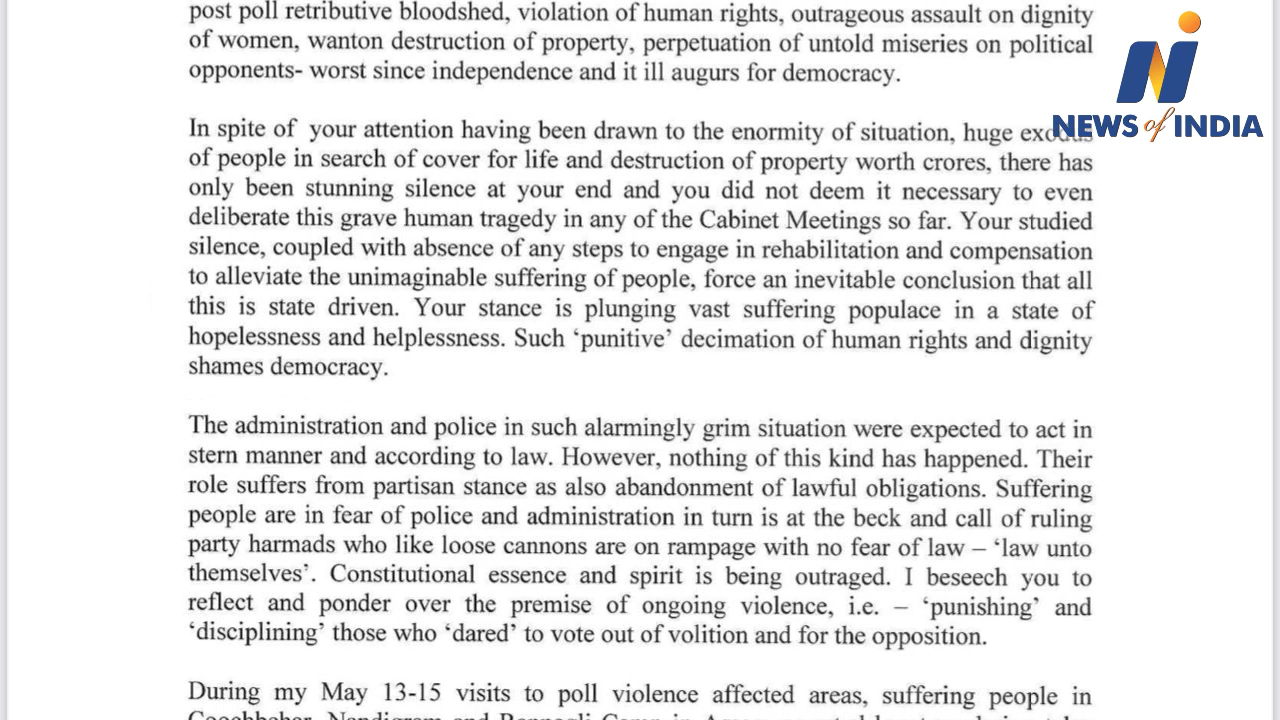 post poll retributive bloodshed, violation of human rights, outrageous assault on dignity
of women, wanton destruction of property, perpetuation of untold miseries on political
opponents- worst since independence and it ill augurs for democracy.
NEWS of INDIA
In spite of your attention having been drawn to the enormity of situation, huge exodus
of people in search of cover for life and destruction of property worth crores, there has
only been stunning silence at your end and you did not deem it necessary to even
deliberate this grave human tragedy in any of the Cabinet Meetings so far. Your studied
silence, coupled with absence of any steps to engage in rehabilitation and compensation
to alleviate the unimaginable suffering of people, force an inevitable conclusion that all
this is state driven. Your stance is plunging vast suffering populace in a state of
hopelessness and helplessness. Such ‘punitive’ decimation of human rights and dignity
shames democracy.
The administration and police in such alarmingly grim situation were expected to act in
stern manner and according to law. However, nothing of this kind has happened. Their
role suffers from partisan stance as also abandonment of lawful obligations. Suffering
people are in fear of police and administration in turn is at the beck and call of ruling
party harmads who like loose cannons are on rampage with no fear of law – ‘law unto
themselves’. Constitutional essence and spirit is being outraged. I beseech you to
reflect and ponder over the premise of ongoing violence, i.e. – ‘punishing’ and
‘disciplining’ those who ‘dared’ to vote out of volition and for the opposition.
During my May 13-15 visits to poll violence affected areas, suffering people in